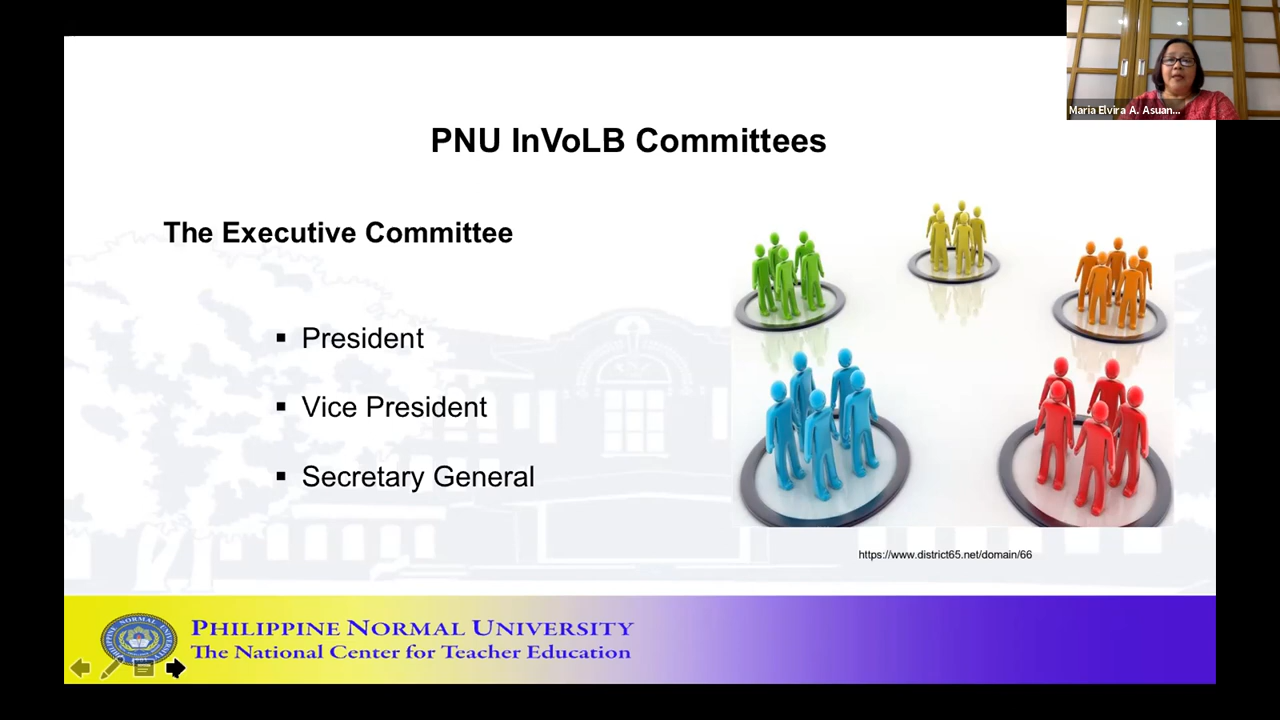 Maria Elvira A. Asuan...
PNU InVoLB Committees
The Executive Committee
▪ President
▪ Vice President
▪ Secretary General
https://www.district65.net/domain/66
PHILIPPINE NORMAL UNIVERSITY
The National Center for Teacher Education